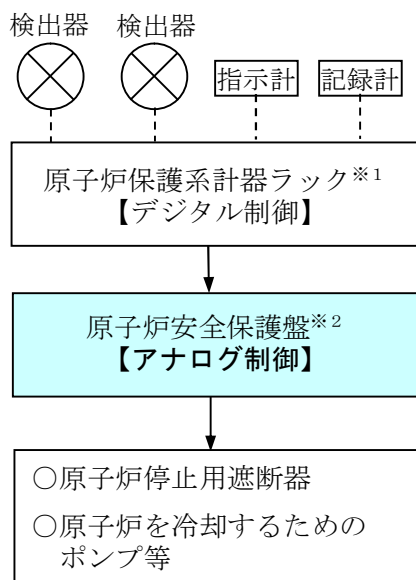 検出器 検出器
指示計 記録計
原子炉保護系計器ラック※1
【デジタル制御】
原子炉安全保護盤※2
【アナログ制御】
○原子炉停止用遮断器
○原子炉を冷却するための
ポンプ等